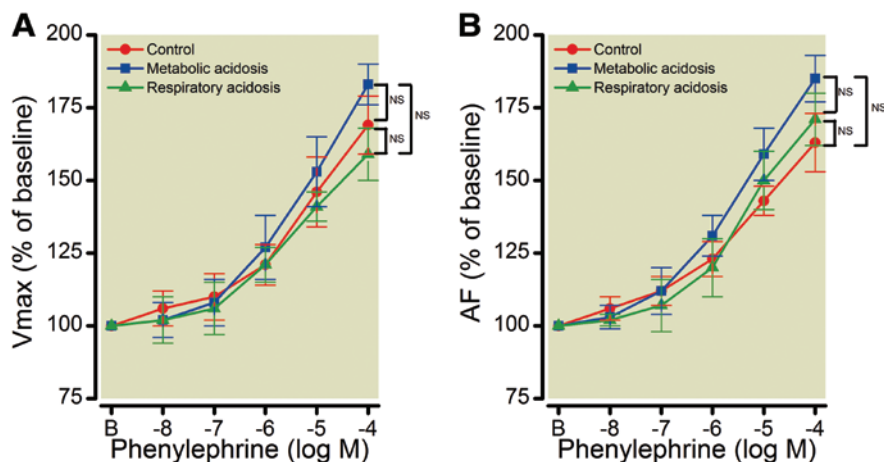 A
200
175
150
125
100
75
Vmax (% of baseline)
Control
Metabolic acidosis
Respiratory acidosis
NS
NS
NS
B -8 -7 -6 -5 -4
Phenylephrine (log M)
B
200
175
150
125
100
75
AF (% of baseline)
Control
Metabolic acidosis
Respiratory acidosis
NS
NS
NS
B -8 -7 -6 -5 -4
Phenylephrine (log M)